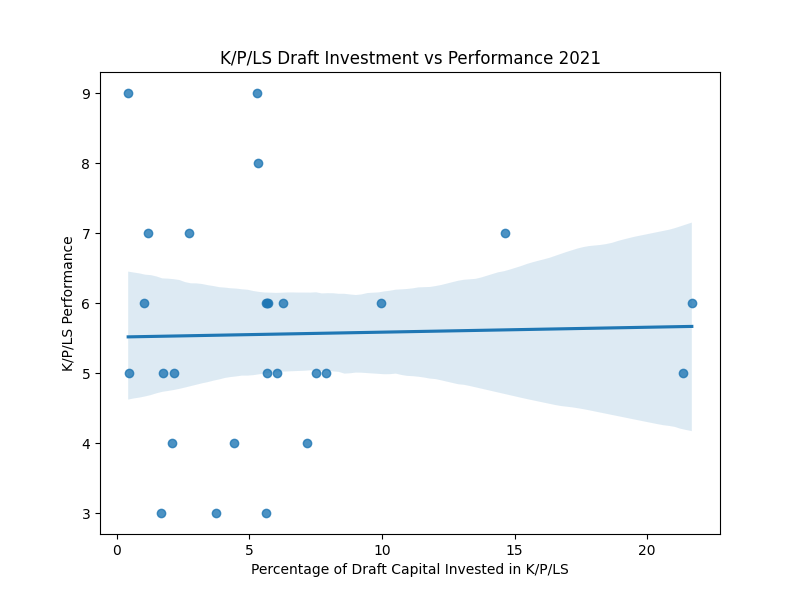 K/P/LS Draft Investment vs Performance 2021
9
8
7
6
5
4
3
K/P/LS Performance
0 5 10 15 20
Percentage of Draft Capital Invested in K/P/LS